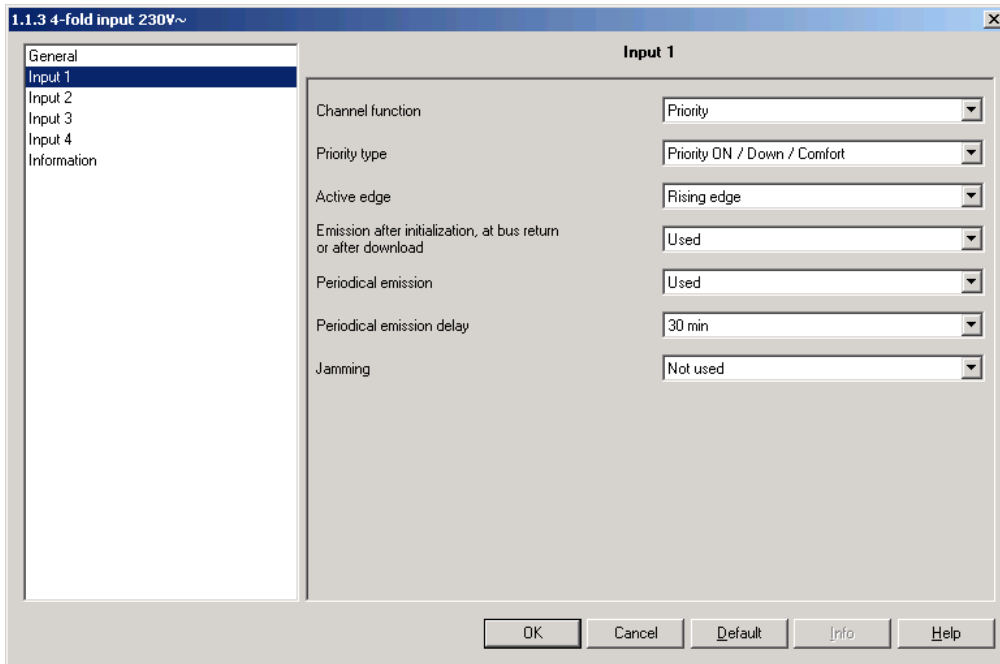 1.1.3 4-fold input 230V~
General
Input 1
Input 2
Input 3
Input 4
Information
Input 1
Channel function
Priority
Priority type
Priority ON / Down / Comfort
Active edge
Rising edge
Emission after initialization, at bus return
or after download
Used
Periodical emission
Used
Periodical emission delay
30 min
Jamming
Not used
OK
Cancel
Default
Info
Help